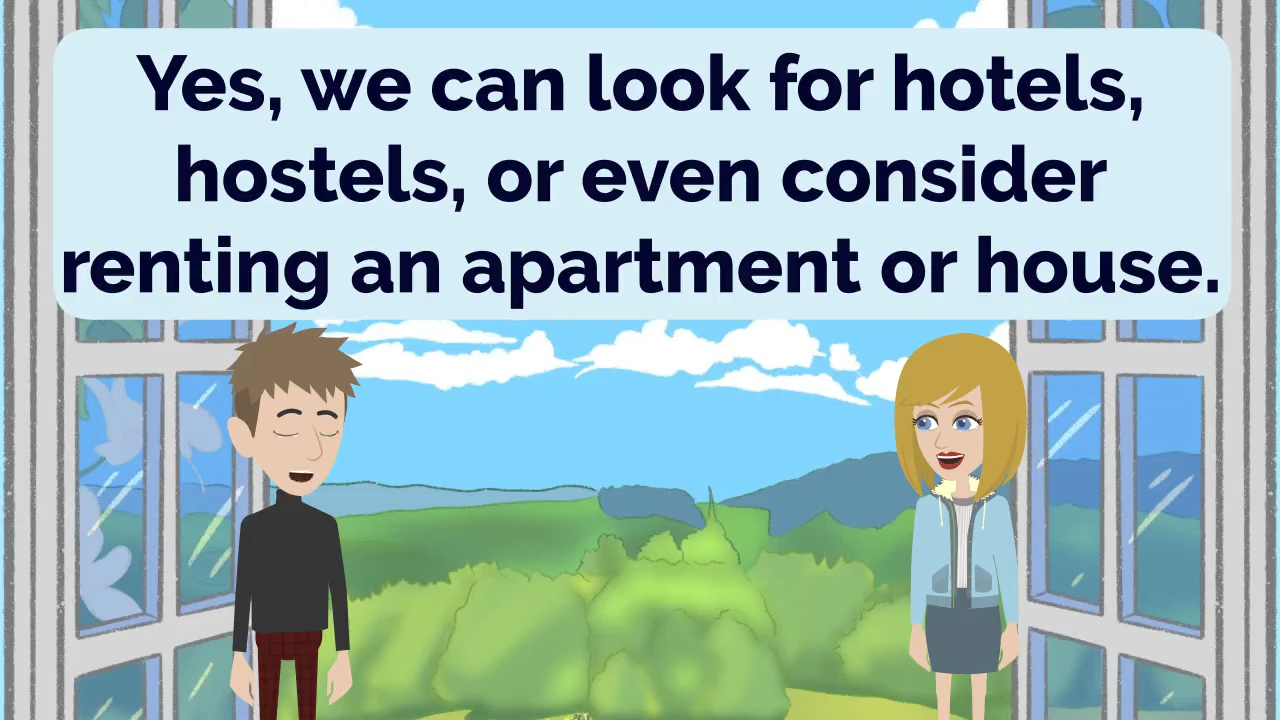 Yes, we can look for hotels,
hostels, or even consider
renting an apartment or house.